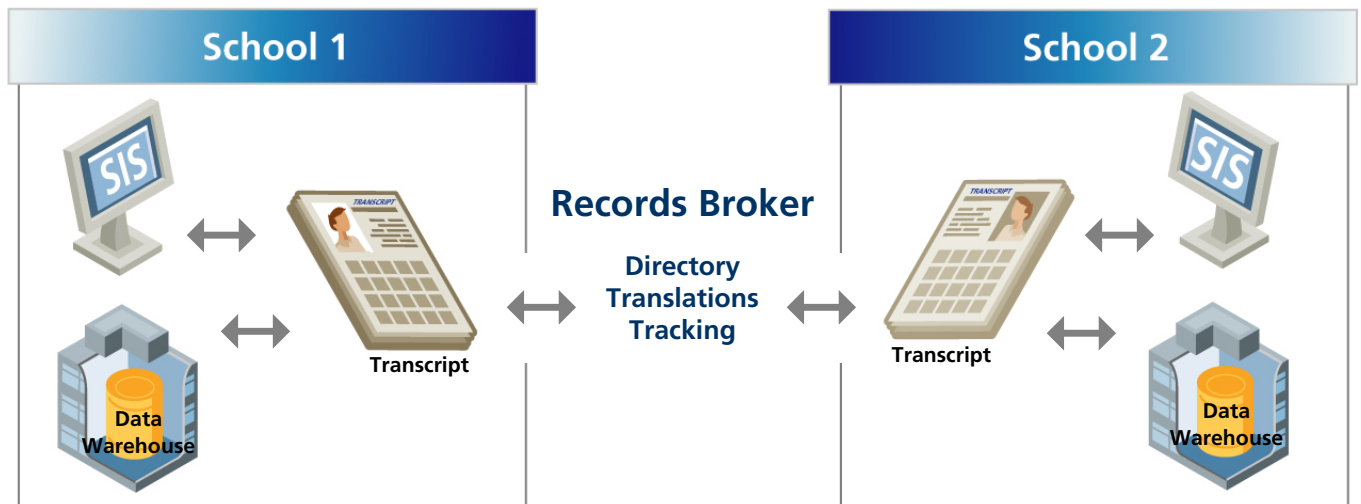 School 1
School 2
SIS
TRANSCRIPT
Transcript
Data
Warehouse
Records Broker
Directory
Translations
Tracking
TRANSCRIPT
Transcript
SIS
Data
Warehouse